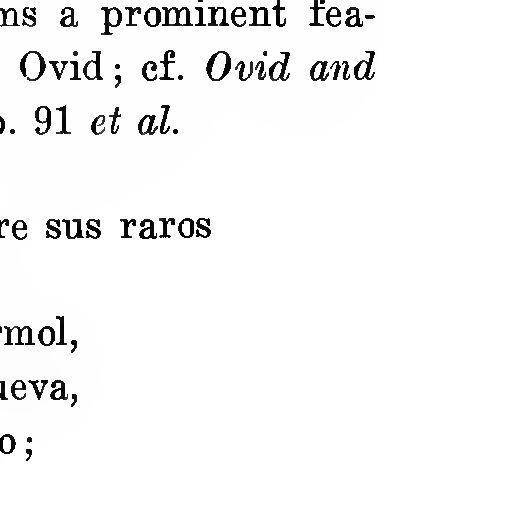 ms a prominent fea-
Ovid; cf. Ovid and
p. 91 et al.
re sus raros
rmol,
ueva,
o;